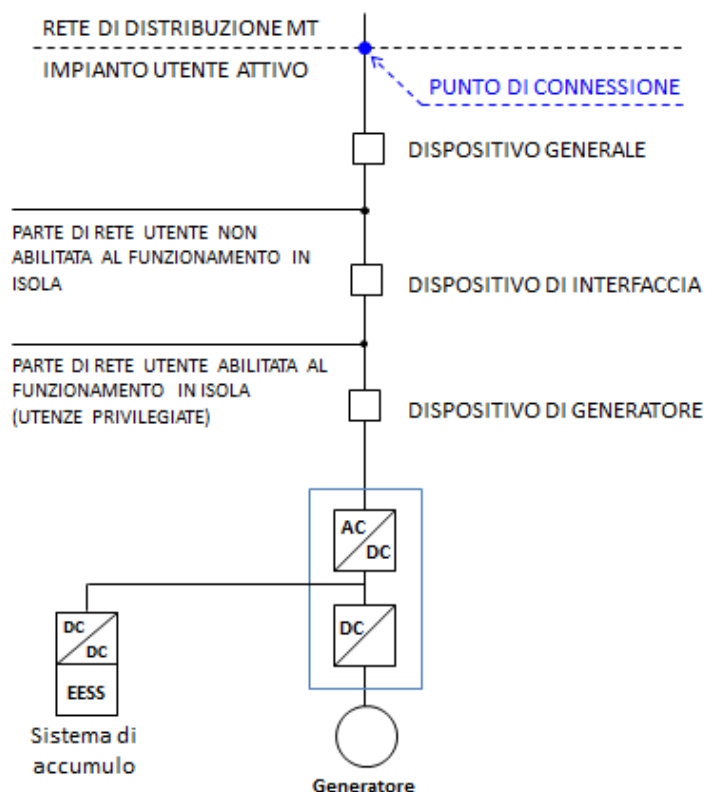 RETE DI DISTRIBUZIONE MT
IMPIANTO UTENTE ATTIVO
PUNTO DI CONNESSIONE
DISPOSITIVO GENERALE
PARTE DI RETE UTENTE NON
ABILITATA AL FUNZIONAMENTO IN
ISOLA
DISPOSITIVO DI INTERFACCIA
PARTE DI RETE UTENTE ABILITATA AL
FUNZIONAMENTO IN ISOLA
(UTENZE PRIVILEGIATE)
DISPOSITIVO DI GENERATORE
AC
DC
DC
DC
DC
EESS
Sistema di
accumulo
Generatore